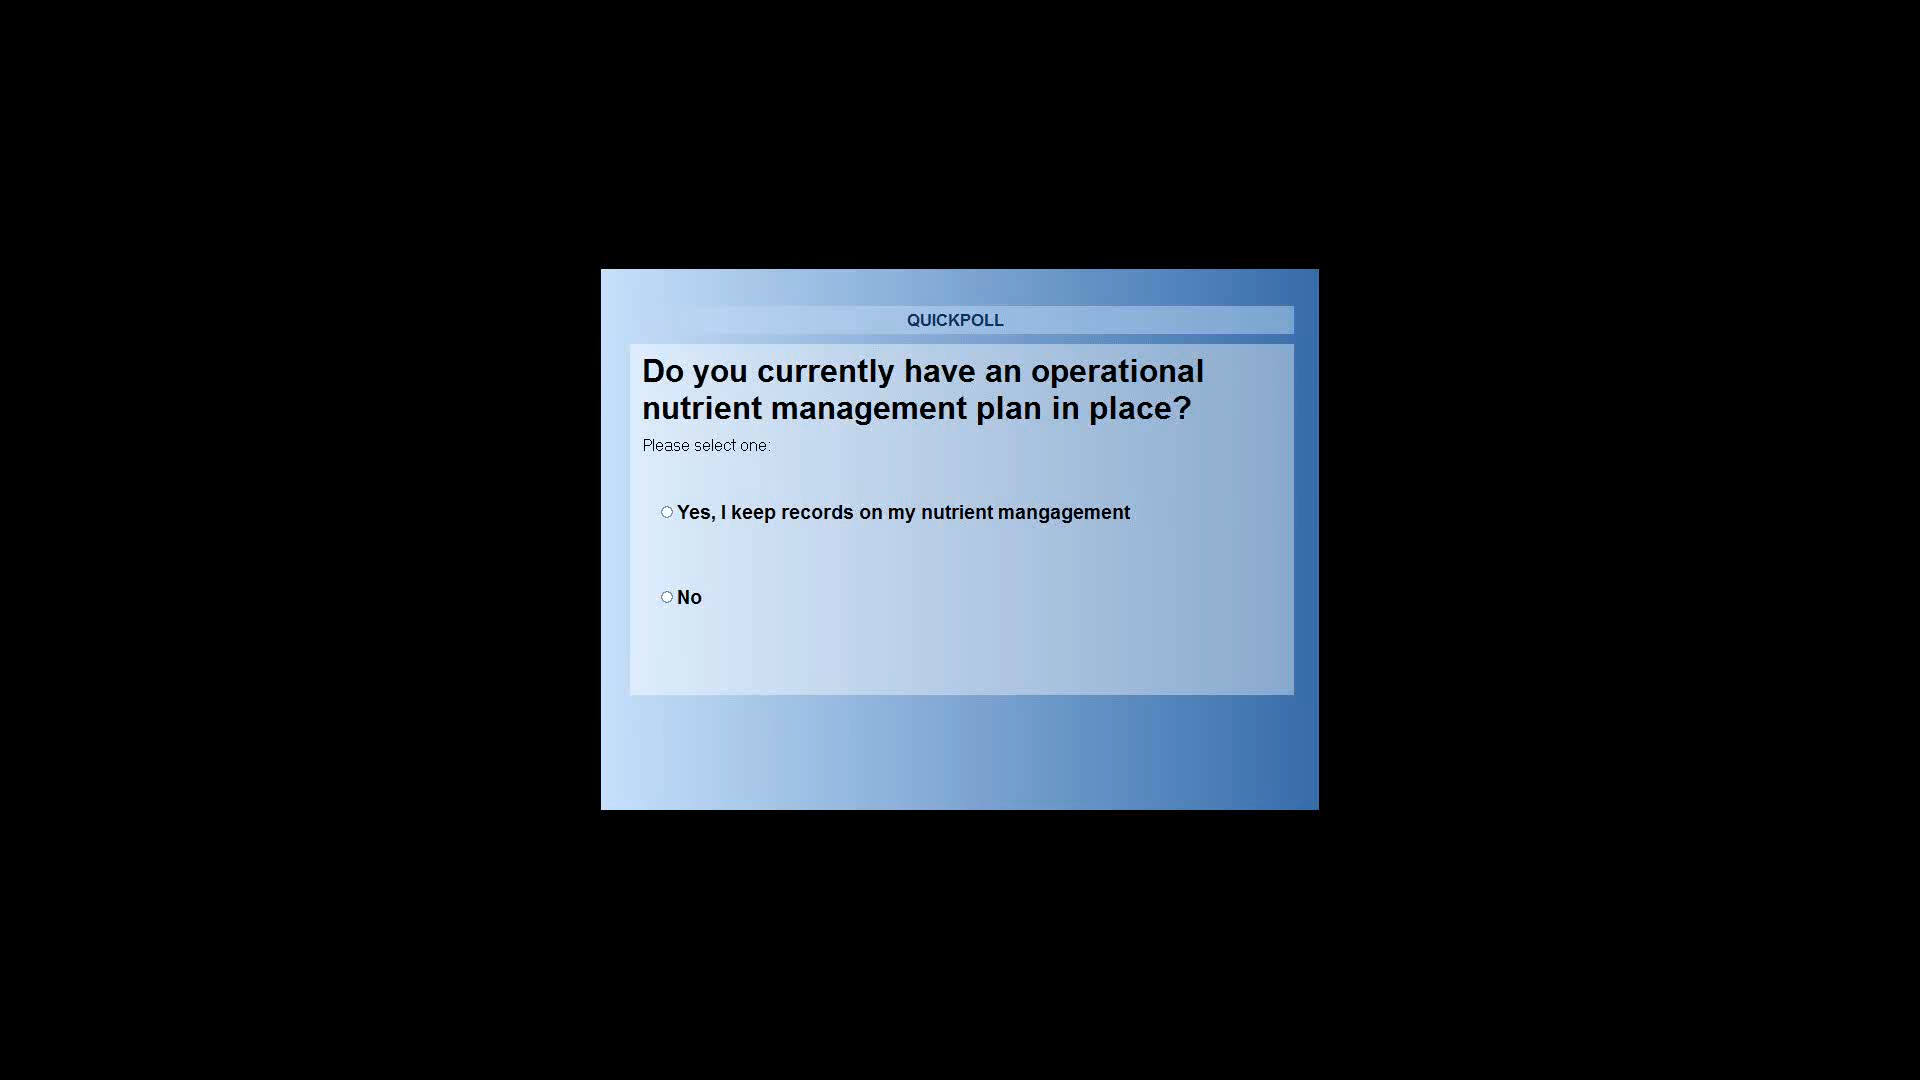 QUICKPOLL
Do you currently have an operational
nutrient management plan in place?
Please select one:
Yes, I keep records on my nutrient mangagement
No